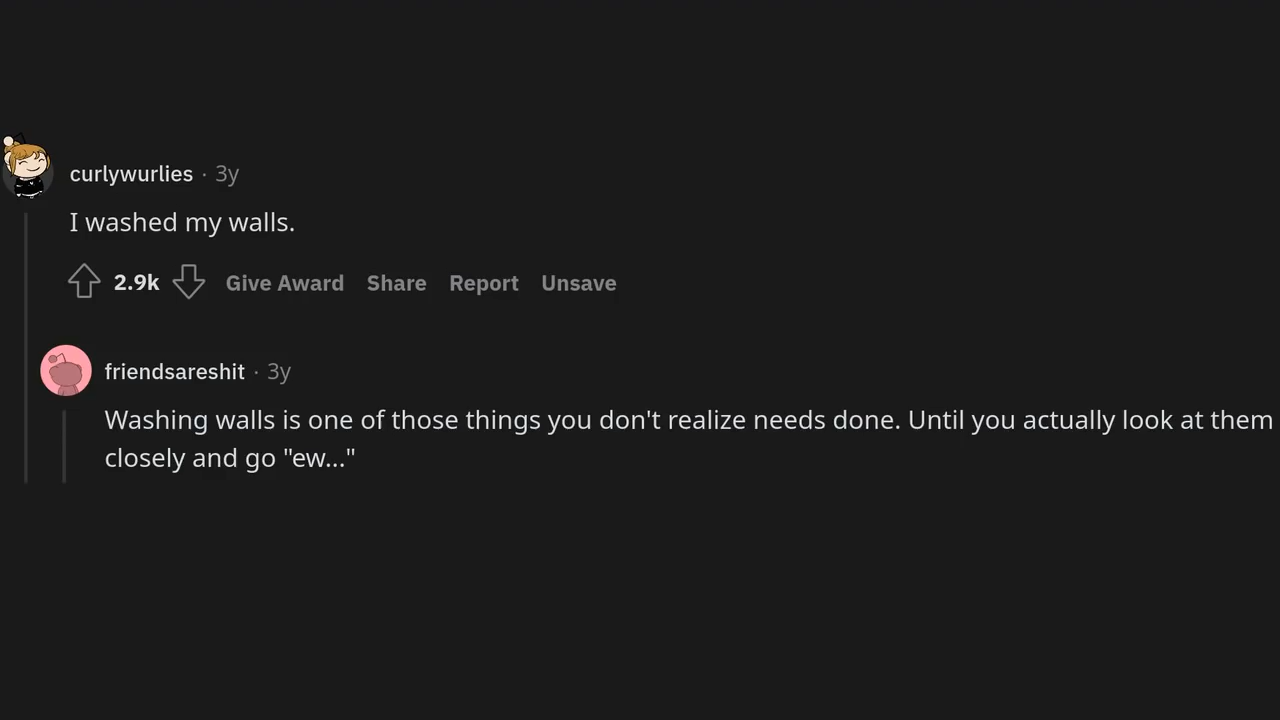 curlywurlies · 3y
I washed my walls.
2.9k Give Award Share Report Unsave
friendsareshit · 3y
Washing walls is one of those things you don't realize needs done. Until you actually look at them
closely and go "ew..."